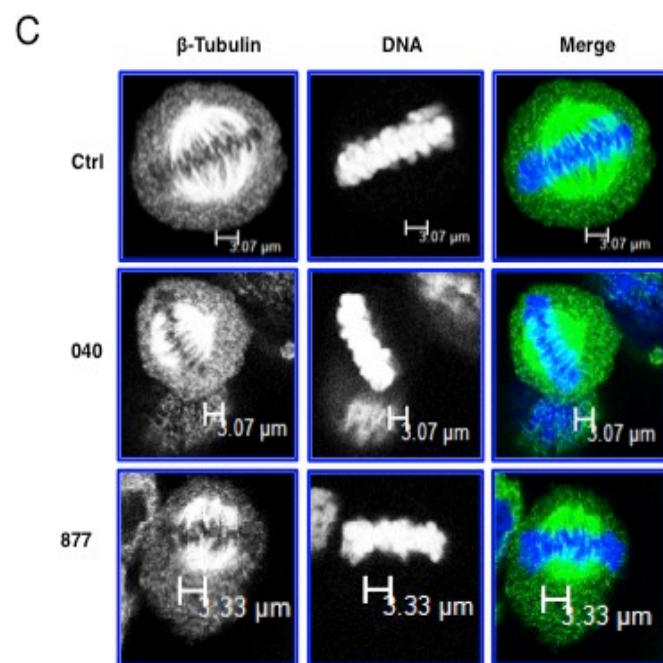 C
β-Tubulin DNA Merge
Ctrl
3.07 µm 3.07 µm 3.07 µm
040
3.07 µm 3.07 µm 3.07 µm
877
3.33 µm 3.33 µm 3.33 µm